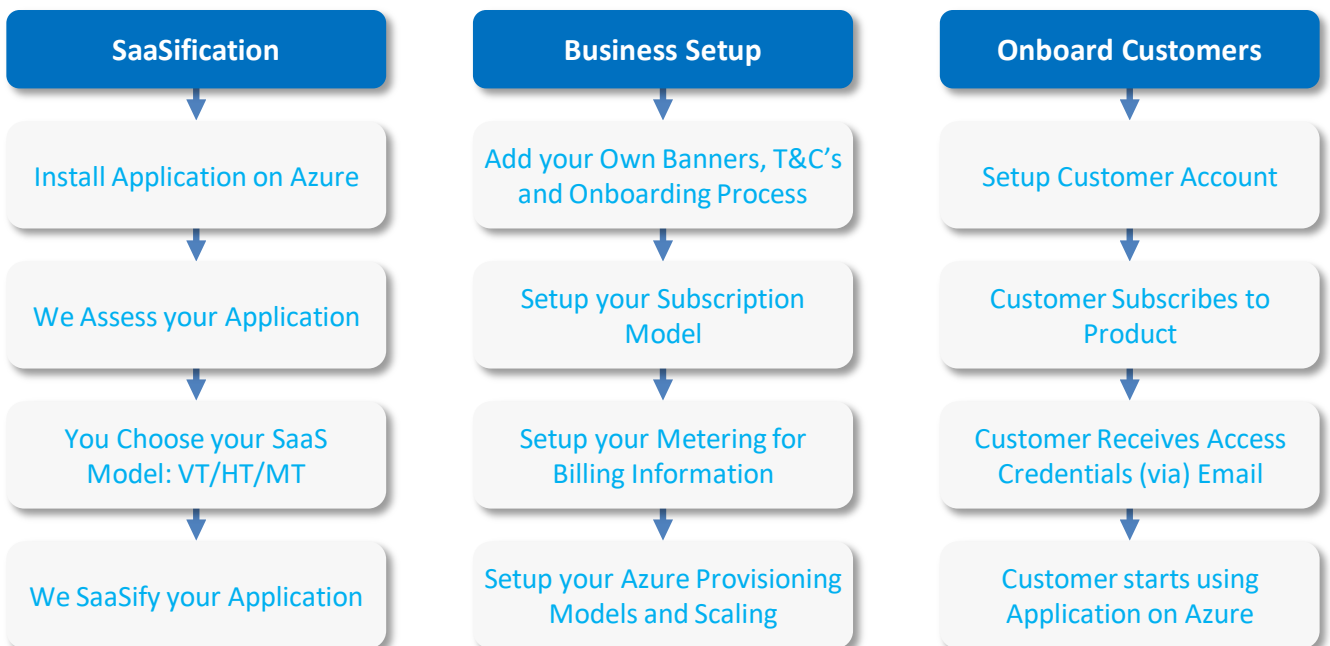 SaaSification
Install Application on Azure
We Assess your Application
You Choose your SaaS
Model: VT/HT/MT
We SaaSify your Application
Business Setup
Add your Own Banners, T&C’s
and Onboarding Process
Setup your Subscription
Model
Setup your Metering for
Billing Information
Setup your Azure Provisioning
Models and Scaling
Onboard Customers
Setup Customer Account
Customer Subscribes to
Product
Customer Receives Access
Credentials (via) Email
Customer starts using
Application on Azure